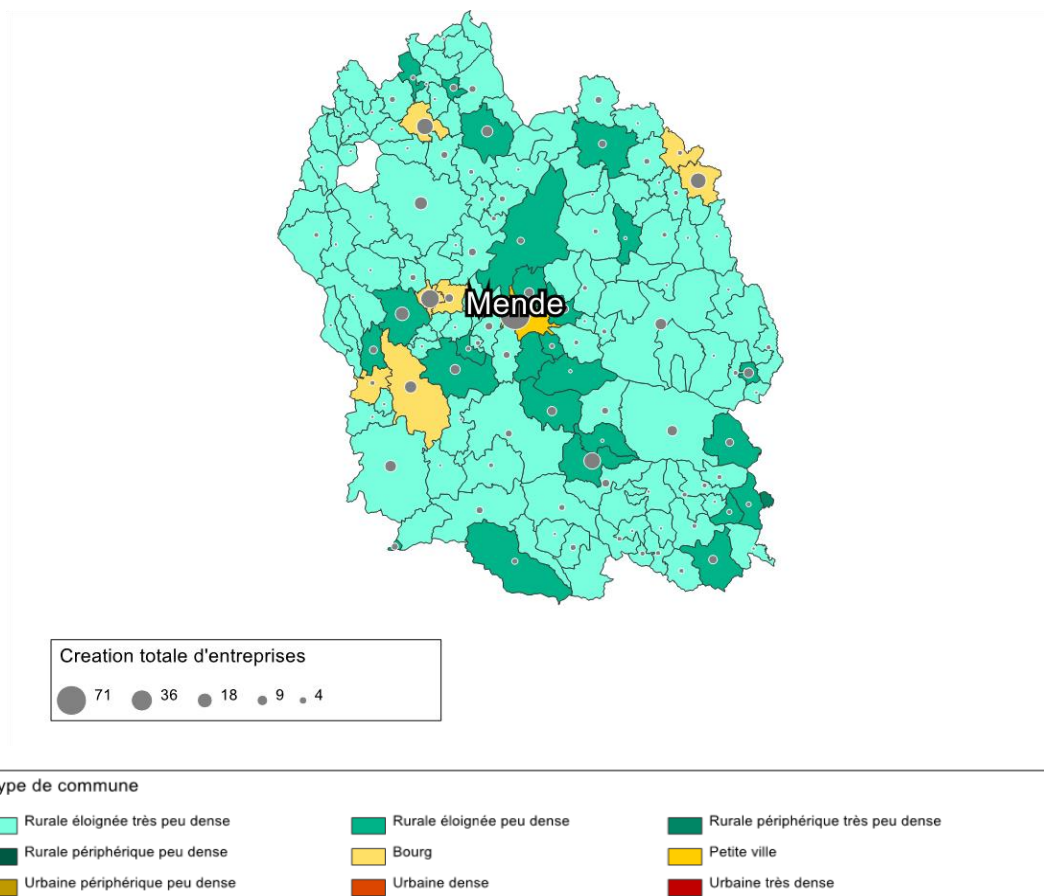 Mende
Creation totale d'entreprises
71 36 18 9 4
ype de commune
Rurale éloignée très peu dense Rurale éloignée peu dense Rurale périphérique très peu dense
Rurale périphérique peu dense Bourg Petite ville
Urbaine périphérique peu dense Urbaine dense Urbaine très dense